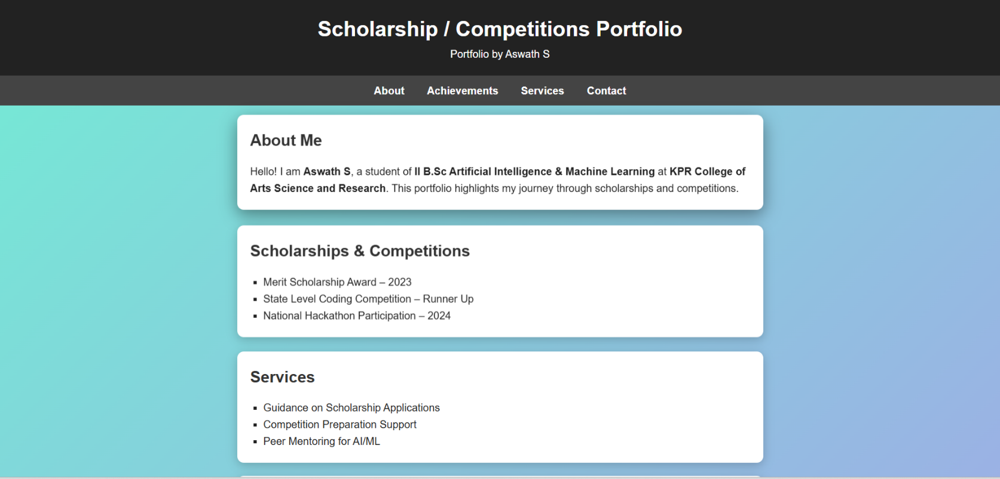 Scholarship / Competitions Portfolio
Portfolio by Aswath S
About Achievements Services Contact
About Me
Hello! I am Aswath S, a student of II B.Sc Artificial Intelligence & Machine Learning at KPR College of
Arts Science and Research. This portfolio highlights my journey through scholarships and competitions.
Scholarships & Competitions
▪ Merit Scholarship Award – 2023
▪ State Level Coding Competition – Runner Up
▪ National Hackathon Participation – 2024
Services
▪ Guidance on Scholarship Applications
▪ Competition Preparation Support
▪ Peer Mentoring for AI/ML